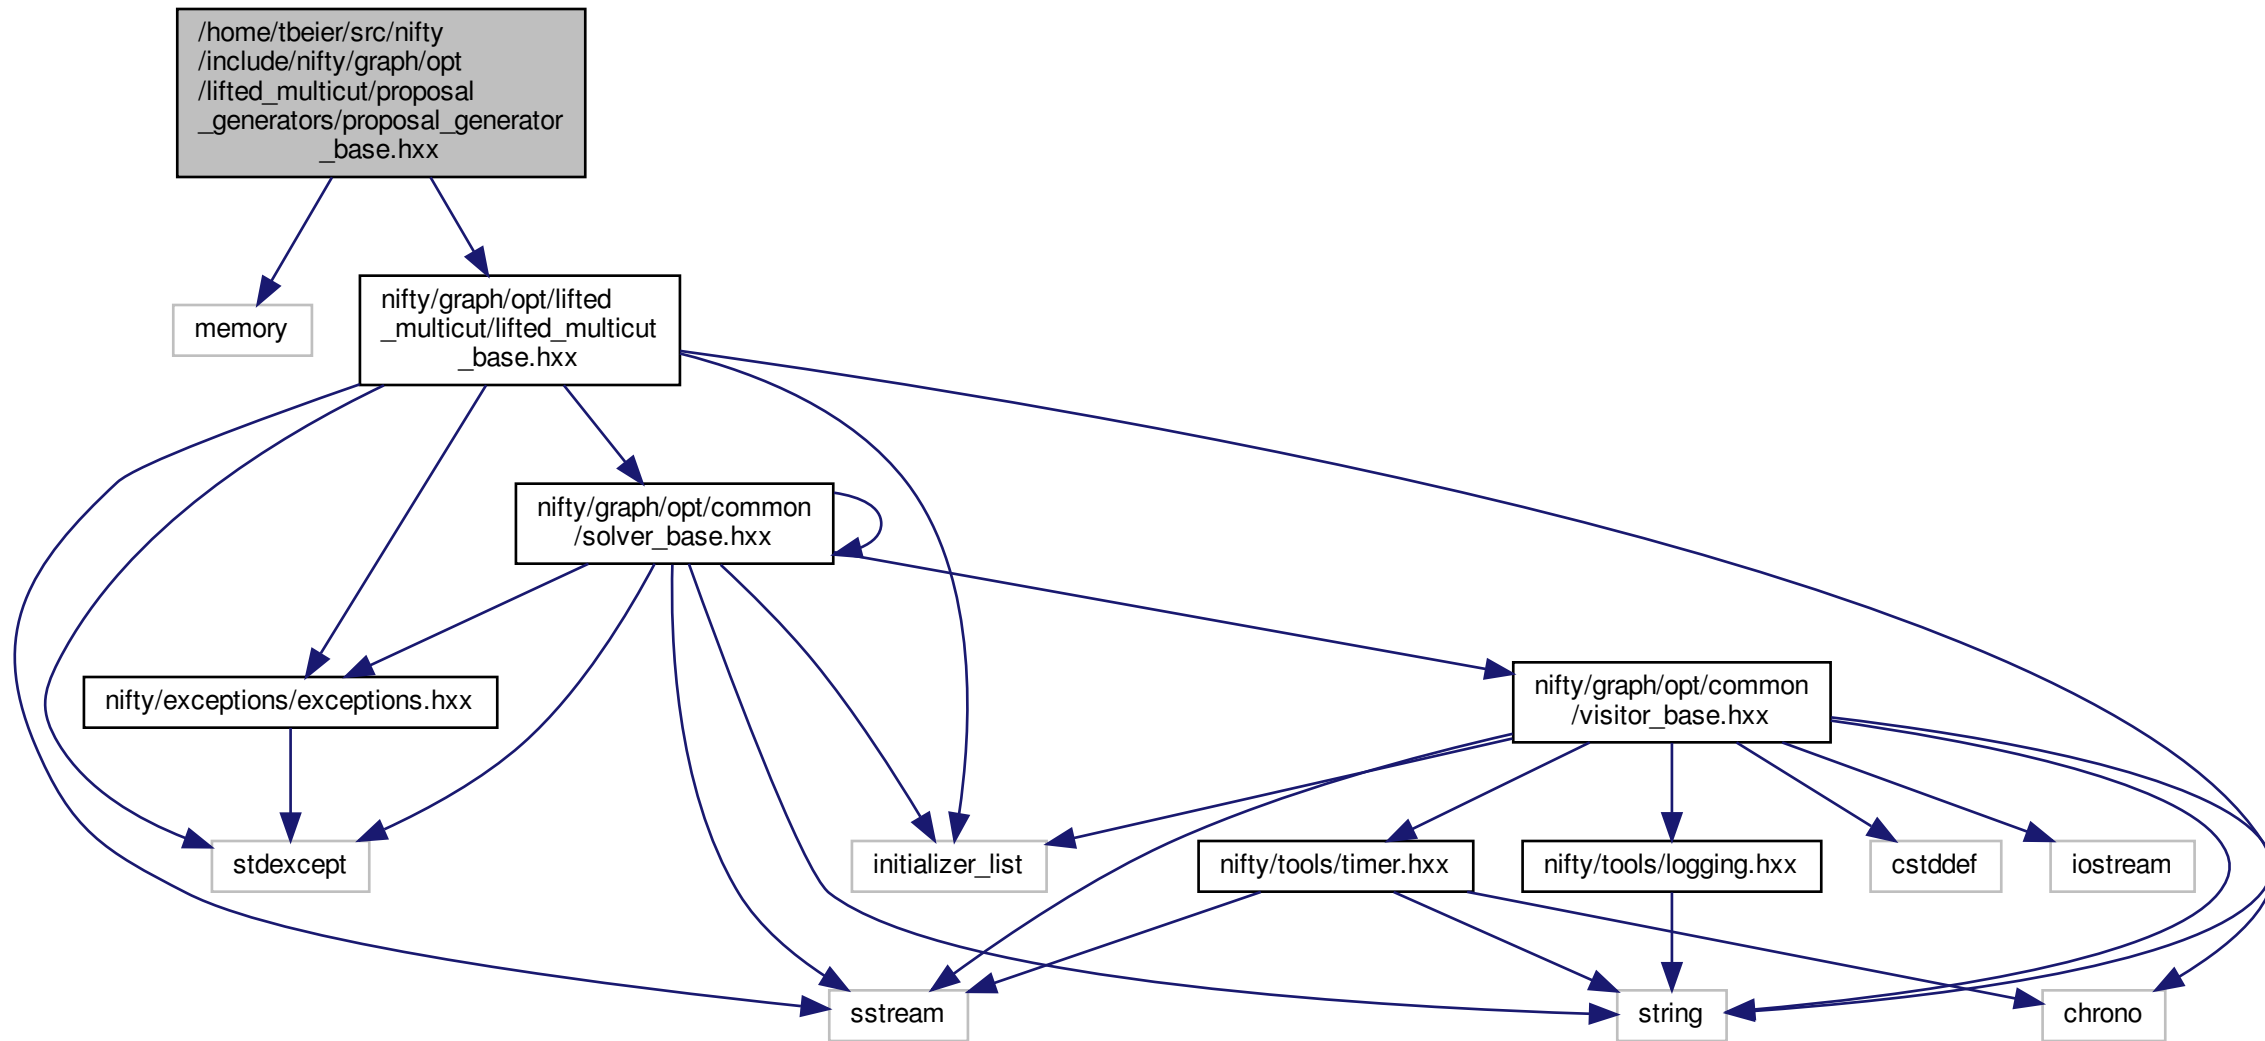 /home/tbeier/src/nifty
/include/nifty/graph/opt
/lifted_multicut/proposal
_generators/proposal_generator
_base.hxx
memory
nifty/graph/opt/lifted
_multicut/lifted_multicut
_base.hxx
nifty/graph/opt/common
/solver_base.hxx
nifty/exceptions/exceptions.hxx
nifty/graph/opt/common
/visitor_base.hxx
stdexcept
initializer_list
nifty/tools/timer.hxx
nifty/tools/logging.hxx
cstddef
iostream
sstream
string
chrono